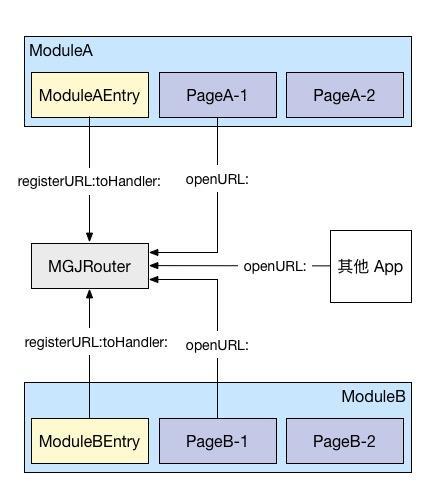 ModuleA
ModuleAEntry
PageA-1
PageA-2
registerURL:toHandler:
openURL:
MGJRouter
openURL:
其他 App
registerURL:toHandler:
openURL:
ModuleB
ModuleBEntry
PageB-1
PageB-2